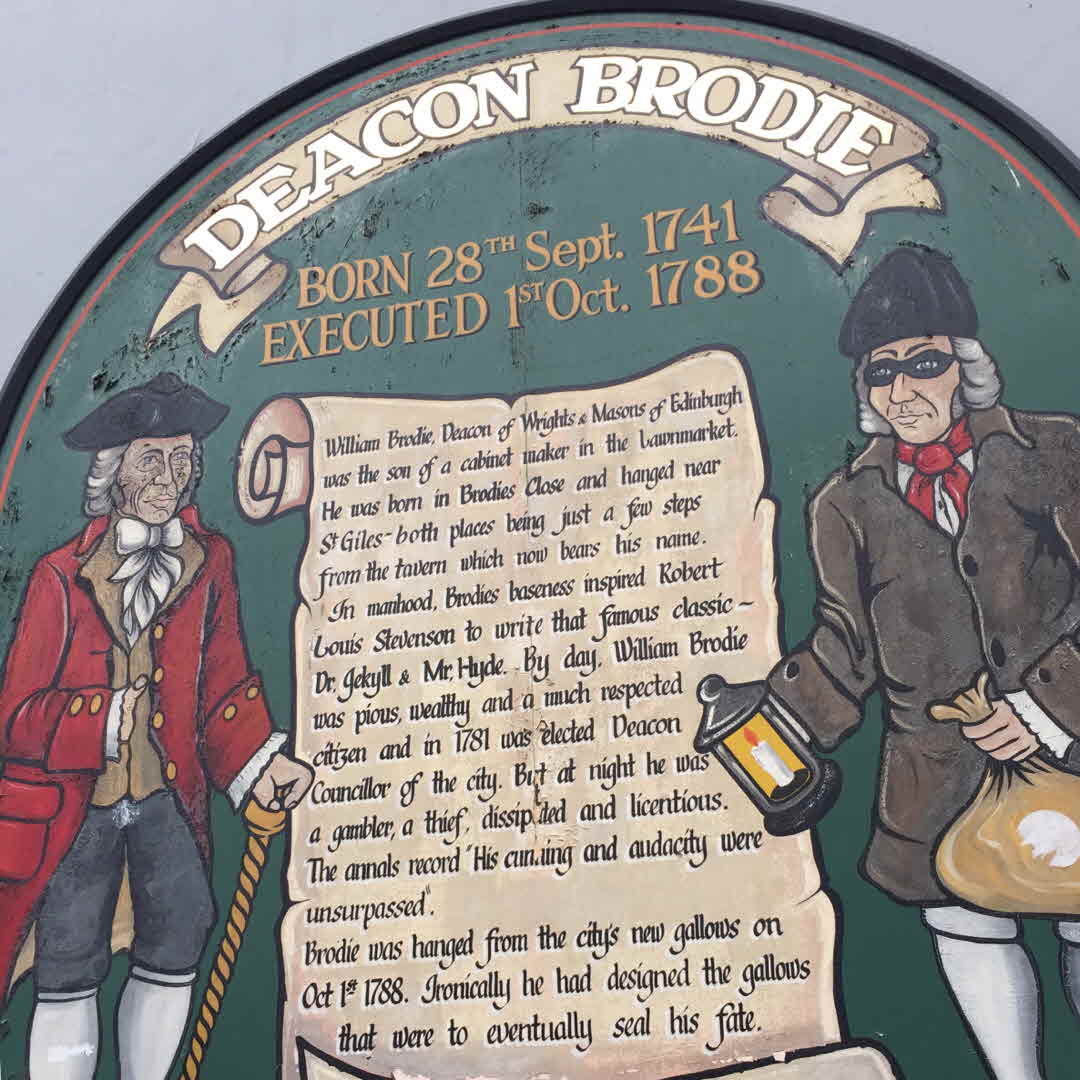 DEACON BRODIE
BORN 28TH Sept. 1741
EXECUTED 1ST Oct. 1788
William Brodie, Deacon of Wrights & Masons of Edinburgh
was the son of a cabinet maker in the Lawnmarket.
He was born in Brodies Close and hanged near
St Giles - both places being just a few steps
from the tavern which now bears his name.
In manhood, Brodies baseness inspired Robert
Louis Stevenson to write that famous classic ~
Dr. Jekyll & Mr. Hyde. By day, William Brodie
was pious, wealthy and a much respected
citizen and in 1781 was elected Deacon
Councillor of the city. But at night he was
a gambler, a thief, dissipated and licentious.
The annals record "His cunning and audacity were
unsurpassed".
Brodie was hanged from the city's new gallows on
Oct 1st 1788. Ironically he had designed the gallows
that were to eventually seal his fate.